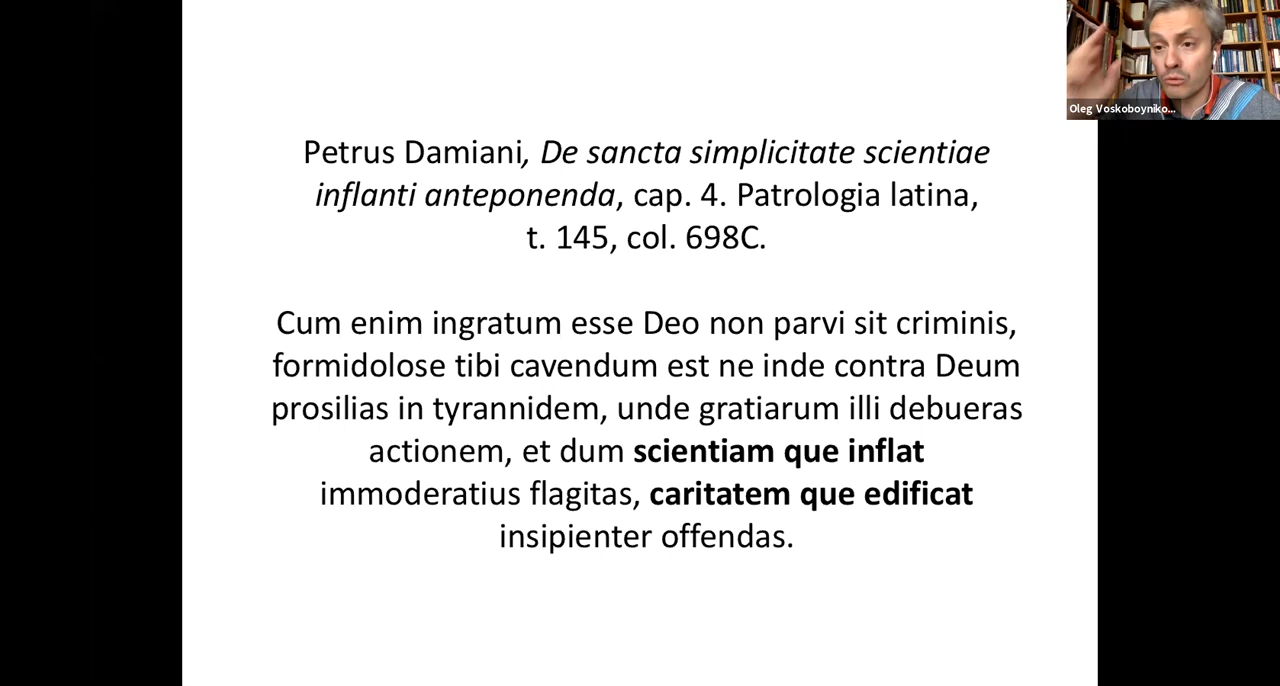 Oleg Voskoboyniko...
Petrus Damiani, De sancta simplicitate scientiae
inflanti anteponenda, cap. 4. Patrologia latina,
t. 145, col. 698C.
Cum enim ingratum esse Deo non parvi sit criminis,
formidolose tibi cavendum est ne inde contra Deum
prosilias in tyrannidem, unde gratiarum illi debueras
actionem, et dum scientiam que inflat
immoderatius flagitas, caritatem que edificat
insipienter offendas.